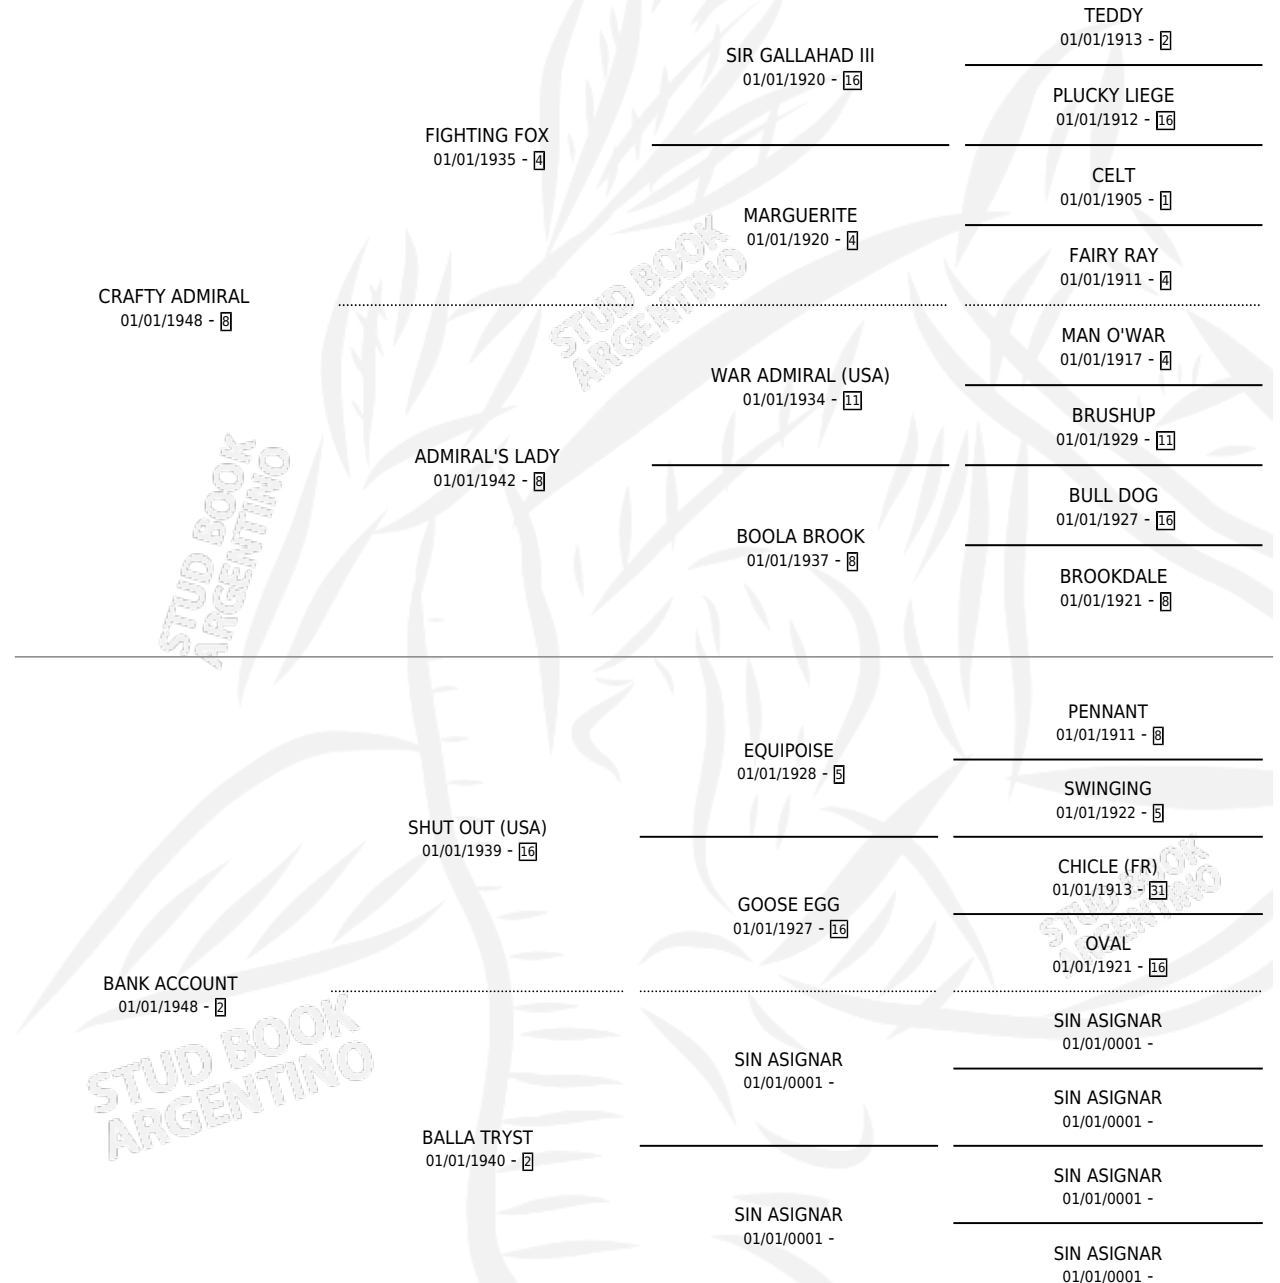 TEDDY
01/01/1913 - 2
SIR GALLAHAD III
01/01/1920 - 16
PLUCKY LIEGE
01/01/1912 - 16
FIGHTING FOX
01/01/1935 - 4
CELT
01/01/1905 - 1
MARGUERITE
01/01/1920 - 4
FAIRY RAY
01/01/1911 - 4
CRAFTY ADMIRAL
01/01/1948 - 8
MAN O'WAR
01/01/1917 - 4
WAR ADMIRAL (USA)
01/01/1934 - 11
BRUSHUP
01/01/1929 - 11
ADMIRAL'S LADY
01/01/1942 - 8
BULL DOG
01/01/1927 - 16
BOOLA BROOK
01/01/1937 - 8
BROOKDALE
01/01/1921 - 8
PENNANT
01/01/1911 - 8
EQUIPOISE
01/01/1928 - 5
SWINGING
01/01/1922 - 5
SHUT OUT (USA)
01/01/1939 - 16
CHICLE (FR)
01/01/1913 - 31
GOOSE EGG
01/01/1927 - 16
OVAL
01/01/1921 - 16
BANK ACCOUNT
01/01/1948 - 2
SIN ASIGNAR
01/01/0001 -
SIN ASIGNAR
01/01/0001 -
SIN ASIGNAR
01/01/0001 -
BALLA TRYST
01/01/1940 - 2
SIN ASIGNAR
01/01/0001 -
SIN ASIGNAR
01/01/0001 -
SIN ASIGNAR
01/01/0001 -
STUD BOOK
ARGENTINO
STUD BOOK
ARGENTINO
STUD BOOK
ARGENTINO
STUD BOOK
ARGENTINO